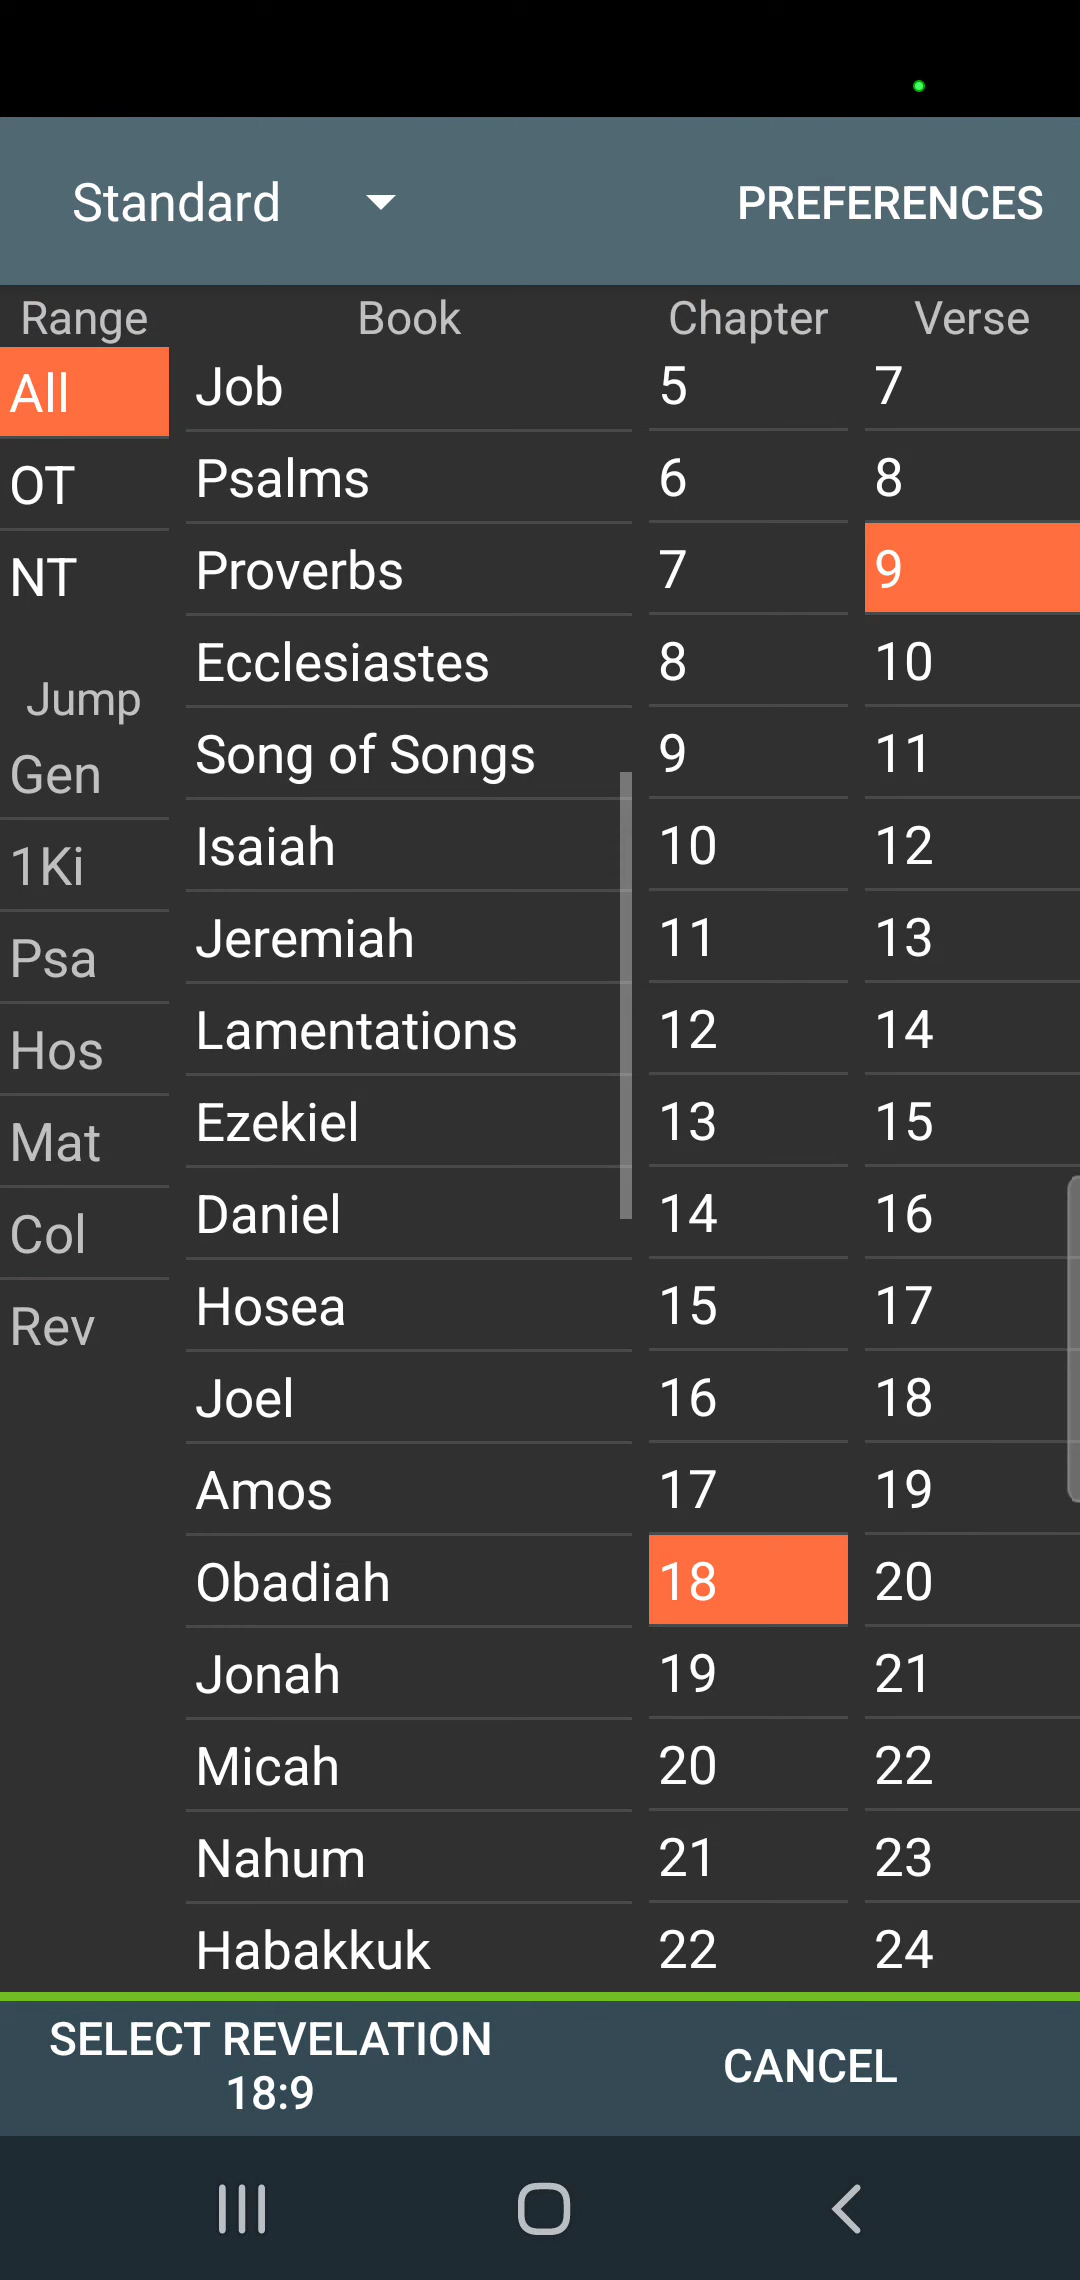 Standard
PREFERENCES
Range Book Chapter Verse
All Job 5 7
OT Psalms 6 8
NT Proverbs 7 9
Ecclesiastes 8 10
Jump
Song of Songs 9 11
Gen
Isaiah 10 12
1Ki
Jeremiah 11 13
Psa
Lamentations 12 14
Hos
Ezekiel 13 15
Mat
Daniel 14 16
Col
Hosea 15 17
Rev
Joel 16 18
Amos 17 19
Obadiah 18 20
Jonah 19 21
Micah 20 22
Nahum 21 23
Habakkuk 22 24
SELECT REVELATION
18:9
CANCEL